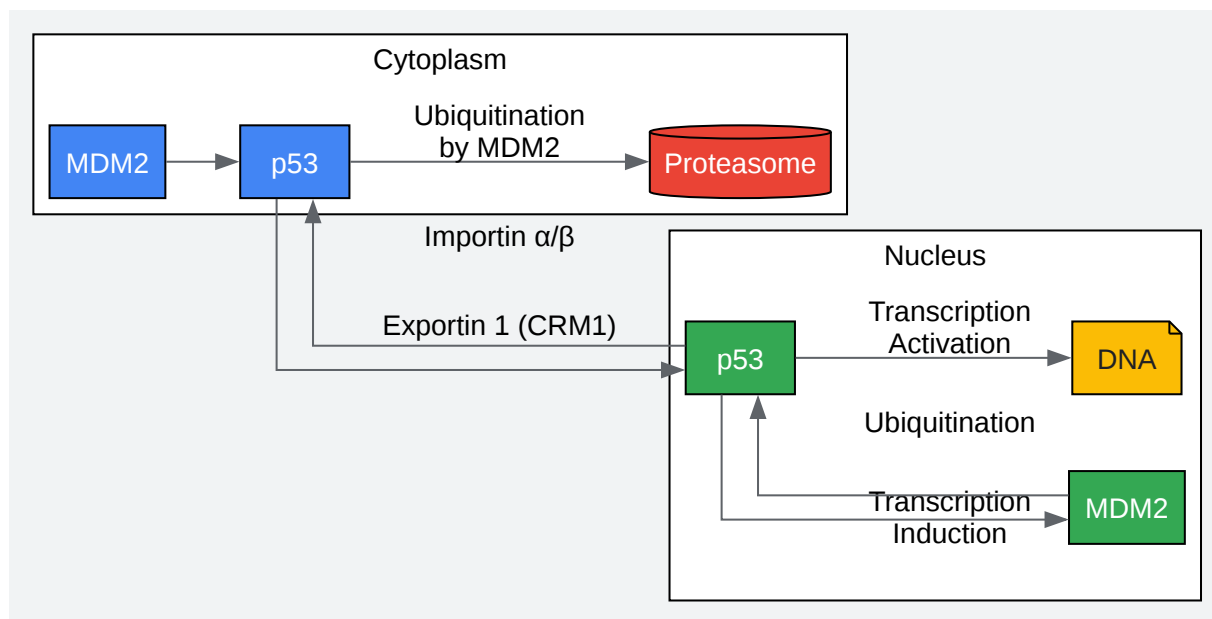 Cytoplasm
Ubiquitination
by MDM2
MDM2
p53
Proteasome
Importin α/β
Nucleus
Exportin 1 (CRM1)
Transcription
Activation
p53
DNA
Ubiquitination
Transcription
Induction
MDM2